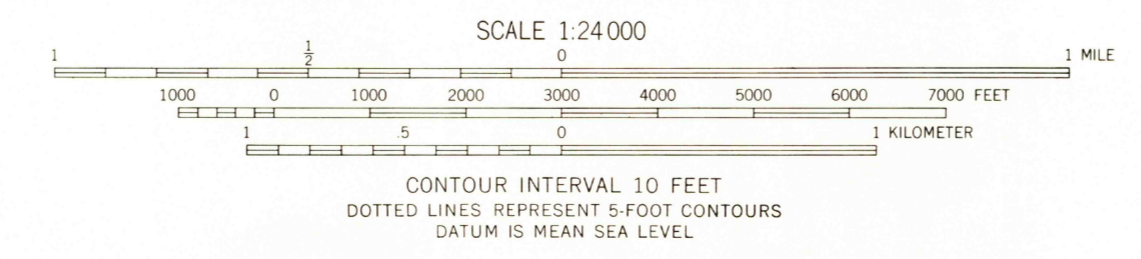 SCALE 1:24 000
1 1/2 0 1 MILE
1000 0 1000 2000 3000 4000 5000 6000 7000 FEET
1 .5 0 1 KILOMETER
CONTOUR INTERVAL 10 FEET
DOTTED LINES REPRESENT 5-FOOT CONTOURS
DATUM IS MEAN SEA LEVEL